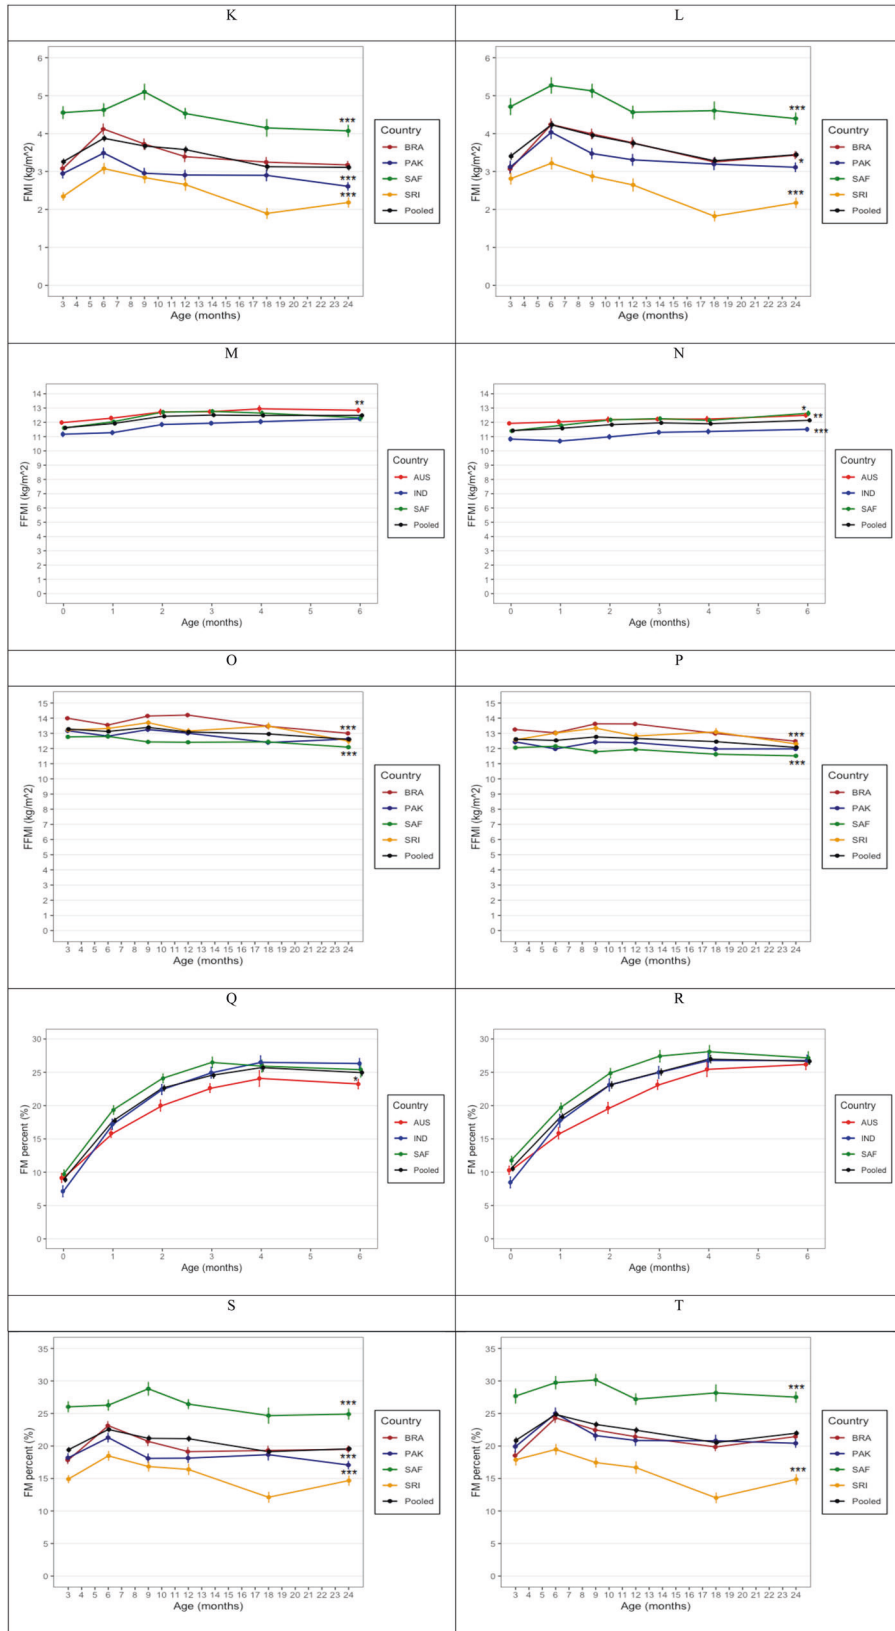 K
L
6
5
4
3
2
1
0
FMI (kg/m^2)
***
***
***
3 4 5 6 7 8 9 10 11 12 13 14 15 16 17 18 19 20 21 22 23 24
Age (months)
Country
BRA
PAK
SAF
SRI
Pooled
6
5
4
3
2
1
0
FMI (kg/m^2)
***
*
***
3 4 5 6 7 8 9 10 11 12 13 14 15 16 17 18 19 20 21 22 23 24
Age (months)
Country
BRA
PAK
SAF
SRI
Pooled
M
N
14
13
12
11
10
9
8
7
6
5
4
3
2
1
0
FFMI (kg/m^2)
**
0 1 2 3 4 5 6
Age (months)
Country
AUS
IND
SAF
Pooled
14
13
12
11
10
9
8
7
6
5
4
3
2
1
0
FFMI (kg/m^2)
*
**
***
0 1 2 3 4 5 6
Age (months)
Country
AUS
IND
SAF
Pooled
O
P
15
14
13
12
11
10
9
8
7
6
5
4
3
2
1
0
FFMI (kg/m^2)
***
***
3 4 5 6 7 8 9 10 11 12 13 14 15 16 17 18 19 20 21 22 23 24
Age (months)
Country
BRA
PAK
SAF
SRI
Pooled
15
14
13
12
11
10
9
8
7
6
5
4
3
2
1
0
FFMI (kg/m^2)
***
***
3 4 5 6 7 8 9 10 11 12 13 14 15 16 17 18 19 20 21 22 23 24
Age (months)
Country
BRA
PAK
SAF
SRI
Pooled
Q
R
30
25
20
15
10
5
0
FM percent (%)
*
0 1 2 3 4 5 6
Age (months)
Country
AUS
IND
SAF
Pooled
30
25
20
15
10
5
0
FM percent (%)
0 1 2 3 4 5 6
Age (months)
Country
AUS
IND
SAF
Pooled
S
T
35
30
25
20
15
10
5
0
FM percent (%)
***
***
***
3 4 5 6 7 8 9 10 11 12 13 14 15 16 17 18 19 20 21 22 23 24
Age (months)
Country
BRA
PAK
SAF
SRI
Pooled
35
30
25
20
15
10
5
0
FM percent (%)
***
***
3 4 5 6 7 8 9 10 11 12 13 14 15 16 17 18 19 20 21 22 23 24
Age (months)
Country
BRA
PAK
SAF
SRI
Pooled